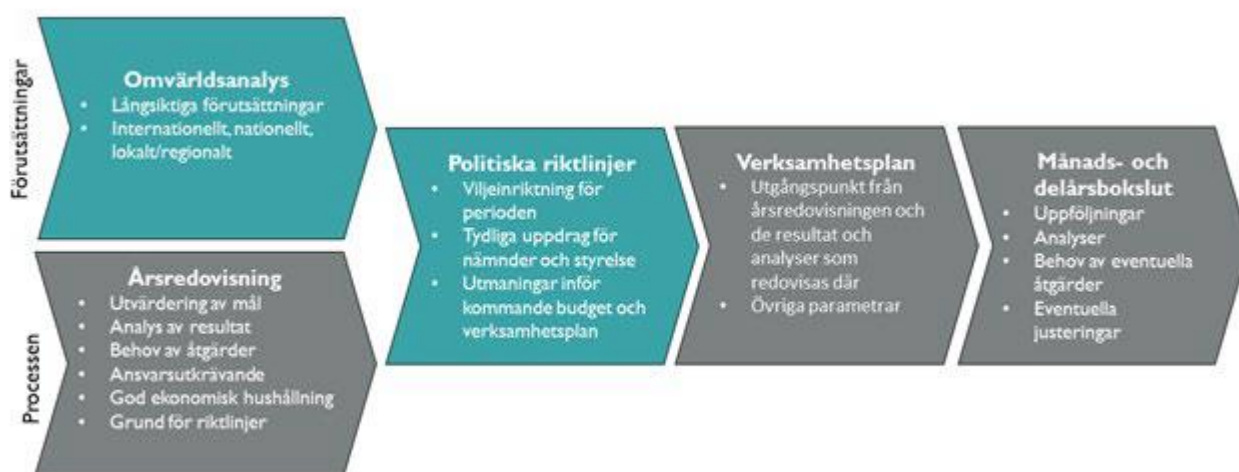 Förutsättningar
Omvärldsanalys
• Långsiktiga förutsättningar
• Internationellt, nationellt,
lokalt/regionalt
Processen
Årsredovisning
• Utvärdering av mål
• Analys av resultat
• Behov av åtgärder
• Ansvarsutkrävande
• God ekonomisk hushållning
• Grund för riktlinjer
Politiska riktlinjer
• Viljeinriktning för
perioden
• Tydliga uppdrag för
nämnder och styrelse
• Utmaningar inför
kommande budget och
verksamhetsplan
Verksamhetsplan
• Utgångspunkt från
årsredovisningen och
de resultat och
analyser som
redovisas där
• Övriga parametrar
Månads- och
delårsbokslut
• Uppföljningar
• Analyser
• Behov av eventuella
åtgärder
• Eventuella
justeringar